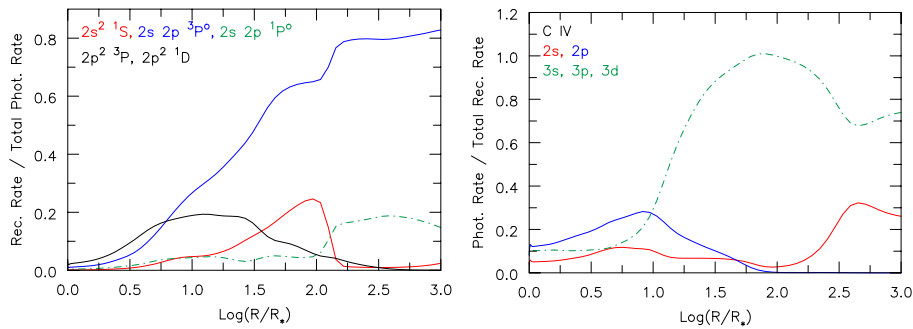 2s² ¹S, 2s 2p ³Pº, 2s 2p ¹Pº
2p² ³P, 2p² ¹D
Rec. Rate / Total Phot. Rate
0.8
0.6
0.4
0.2
0.0
0.0 0.5 1.0 1.5 2.0 2.5 3.0
Log(R/R*)
C IV
2s, 2p
3s, 3p, 3d
Phot. Rate / Total Rec. Rate
1.2
1.0
0.8
0.6
0.4
0.2
0.0
0.0 0.5 1.0 1.5 2.0 2.5 3.0
Log(R/R*)